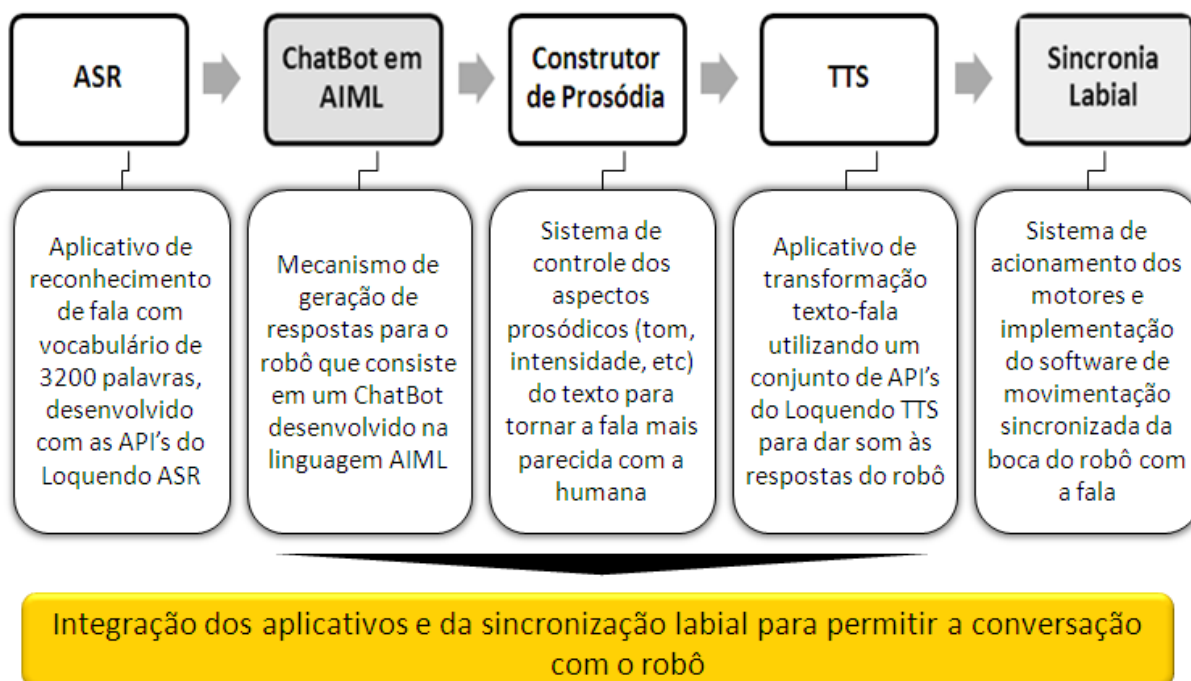 ASR
ChatBot em
AIML
Construtor
de Prosódia
TTS
Sincronia
Labial
Aplicativo de
reconhecimento
de fala com
vocabulário de
3200 palavras,
desenvolvido
com as API's do
Loquendo ASR
Mecanismo de
geração de
respostas para o
robô que consiste
em um ChatBot
desenvolvido na
linguagem AIML
Sistema de
controle dos
aspectos
prosódicos (tom,
intensidade, etc)
do texto para
tornar a fala mais
parecida com a
humana
Aplicativo de
transformação
texto-fala
utilizando um
conjunto de API's
do Loquendo TTS
para dar som às
respostas do robô
Sistema de
acionamento dos
motores e
implementação
do software de
movimentação
sincronizada da
boca do robô com
a fala
Integração dos aplicativos e da sincronização labial para permitir a conversação
com o robô